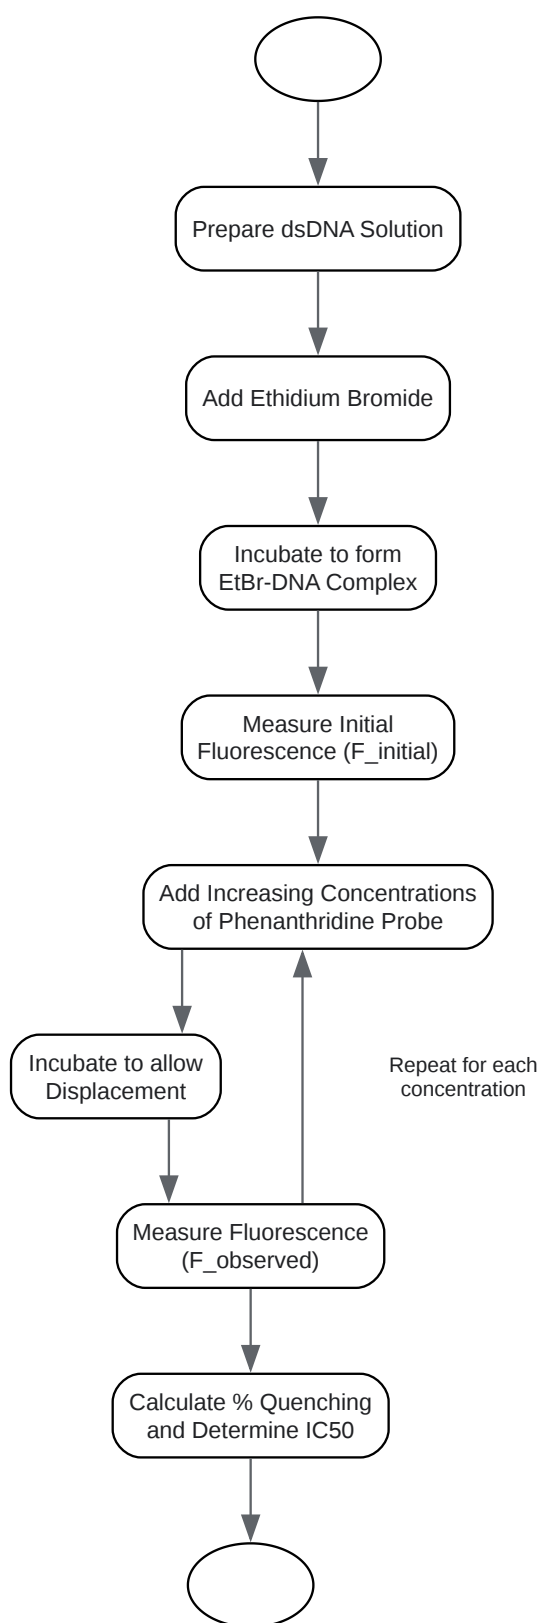 Prepare dsDNA Solution
Add Ethidium Bromide
Incubate to form
EtBr-DNA Complex
Measure Initial
Fluorescence (F_initial)
Add Increasing Concentrations
of Phenanthridine Probe
Incubate to allow
Displacement
Repeat for each
concentration
Measure Fluorescence
(F_observed)
Calculate % Quenching
and Determine IC50